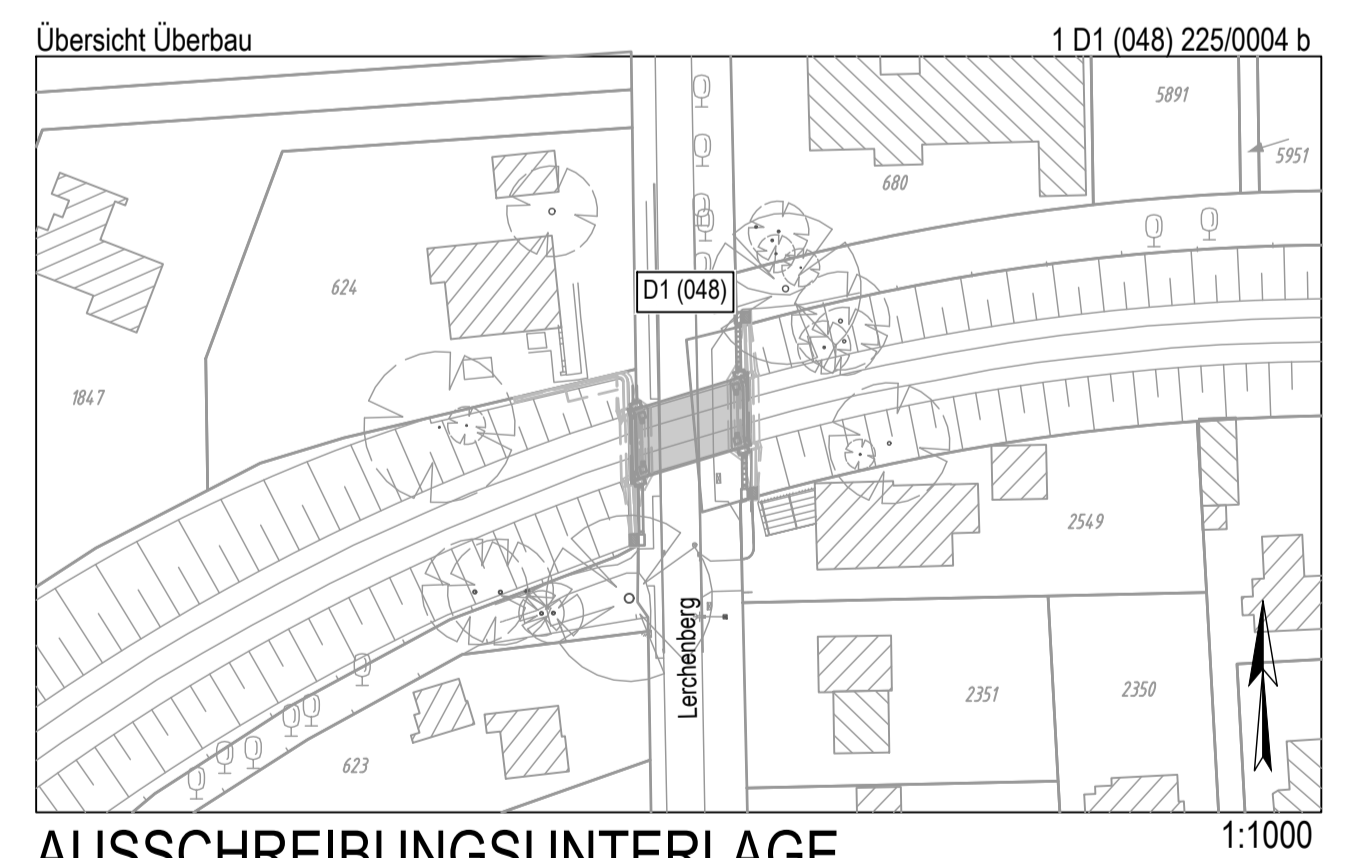 Übersicht Überbau
1 D1 (048) 225/0004 b
5891
5951
680
624
D1 (048)
1847
2549
Lerchenberg
2351
2350
623
AUSSCHREIBUNGSUNTERLAGE
1:1000